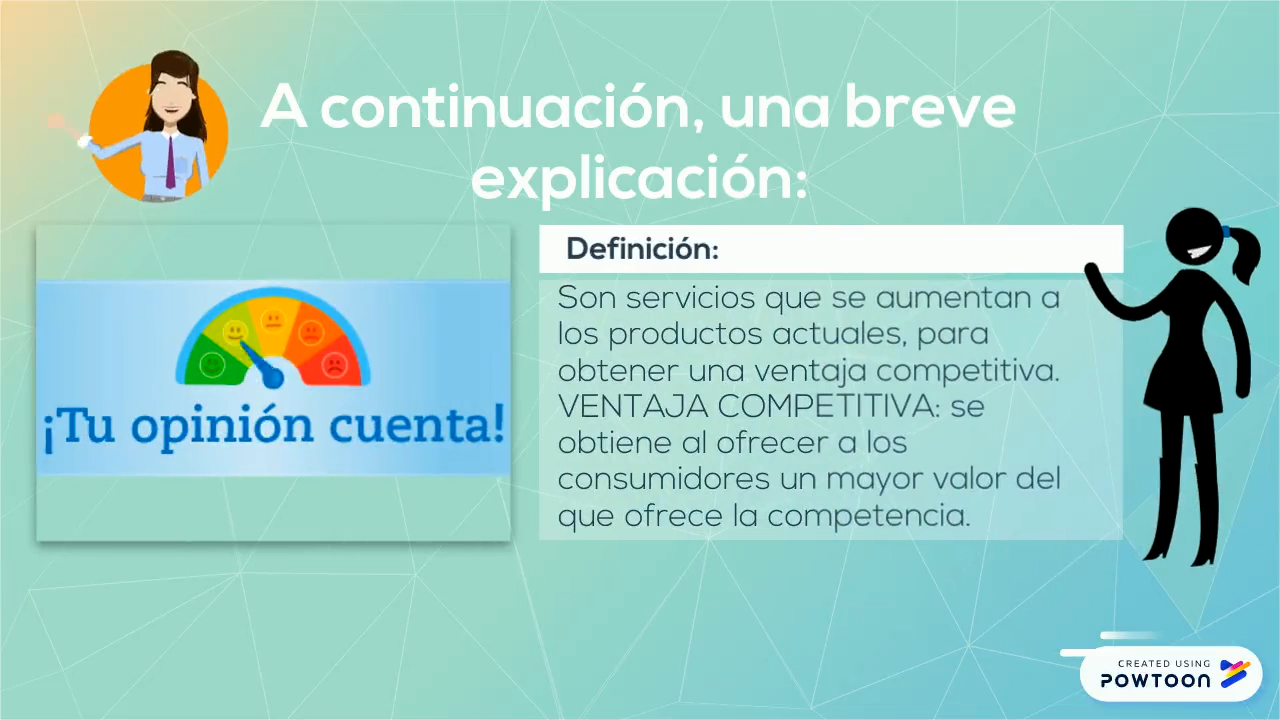 A continuación, una breve
explicación:
¡Tu opinión cuenta!
Definición:
Son servicios que se aumentan a
los productos actuales, para
obtener una ventaja competitiva.
VENTAJA COMPETITIVA: se
obtiene al ofrecer a los
consumidores un mayor valor del
que ofrece la competencia.
CREATED USING
POWTOON